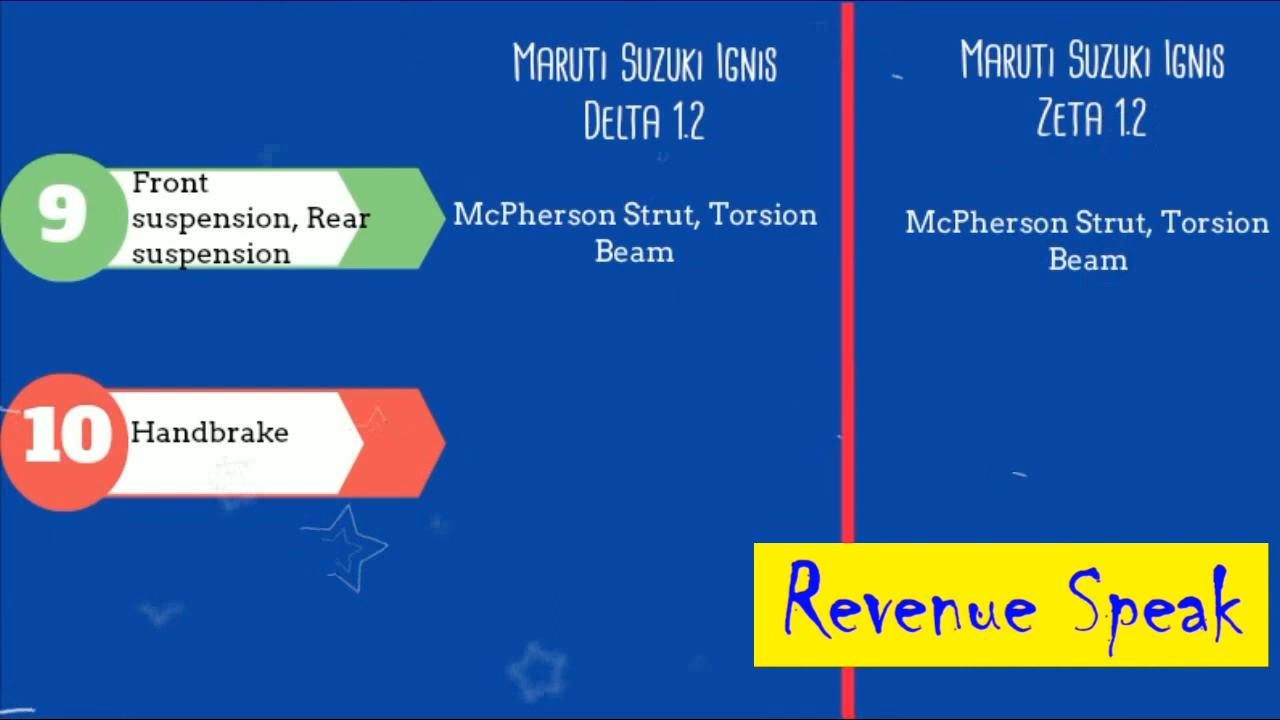 Maruti Suzuki Ignis
Delta 1.2
Maruti Suzuki Ignis
Zeta 1.2
9
Front
suspension, Rear
suspension
McPherson Strut, Torsion
Beam
McPherson Strut, Torsion
Beam
10
Handbrake
Revenue Speak